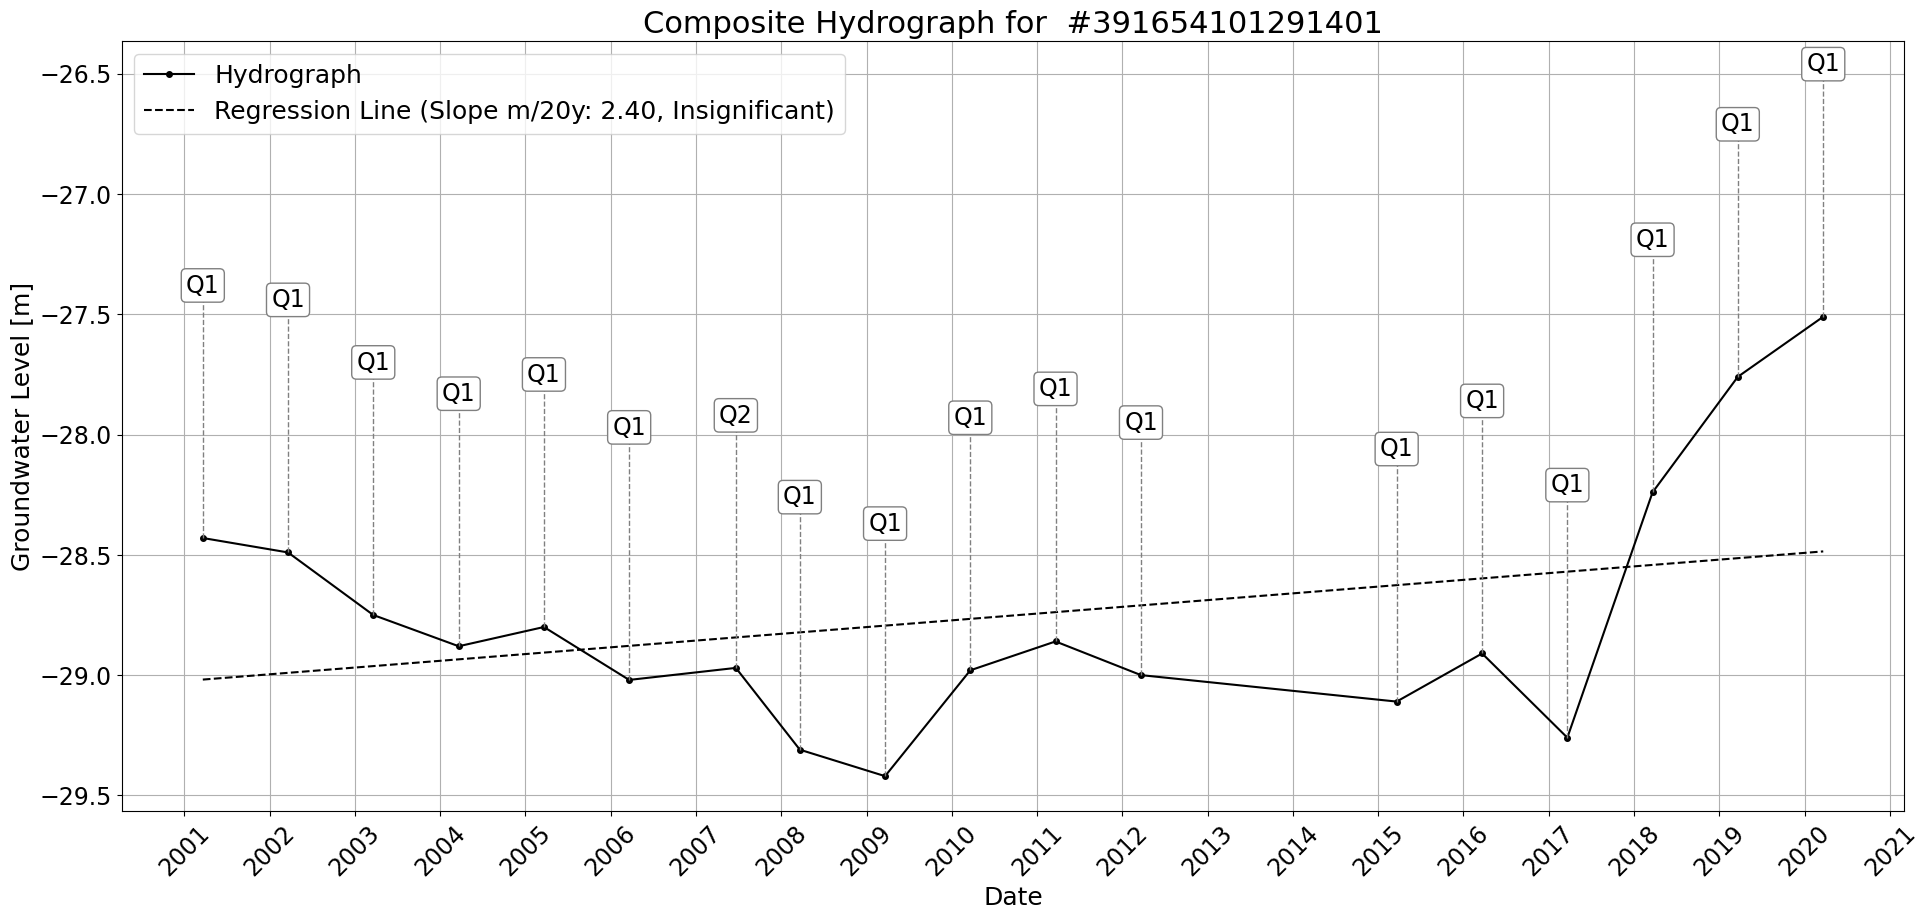 Composite Hydrograph for  #391654101291401
Hydrograph
Regression Line (Slope m/20y: 2.40, Insignificant)
Groundwater Level [m]
−26.5
−27.0
−27.5
−28.0
−28.5
−29.0
−29.5
Q1
Q1
Q1
Q1
Q1
Q1
Q2
Q1
Q1
Q1
Q1
Q1
Q1
Q1
Q1
Q1
Q1
Q1
2001
2002
2003
2004
2005
2006
2007
2008
2009
2010
2011
2012
2013
2014
2015
2016
2017
2018
2019
2020
2021
Date